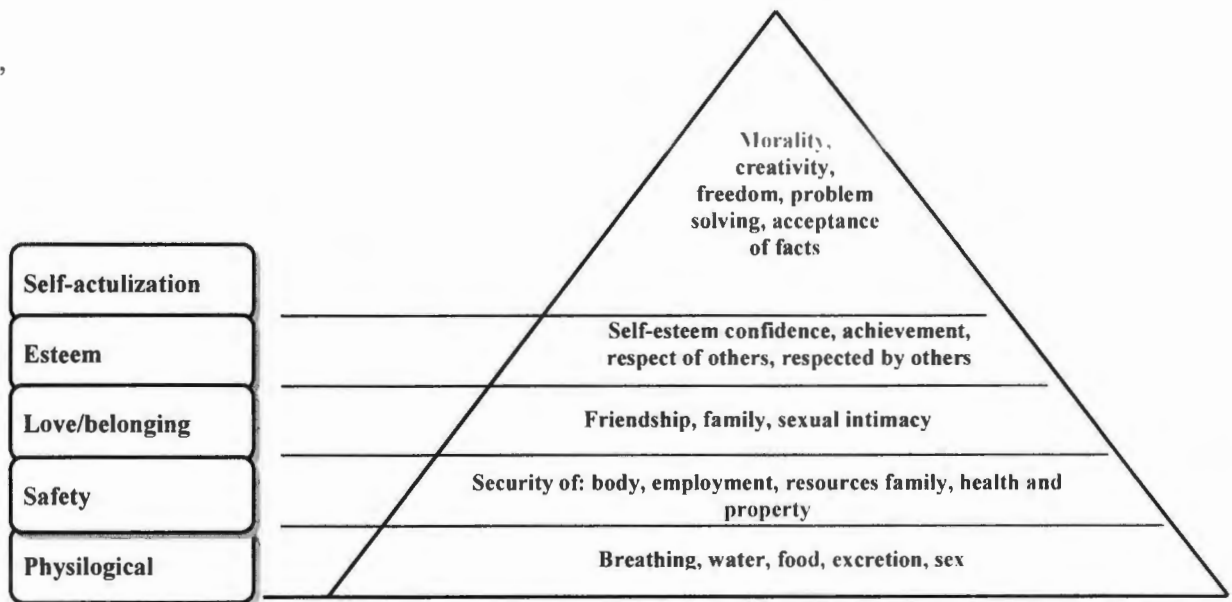 ,
Morality,
creativity,
freedom, problem
solving, acceptance
of facts
Self-actulization
Self-esteem confidence, achievement,
respect of others, respected by others
Esteem
Friendship, family, sexual intimacy
Love/belonging
Security of: body, employment, resources family, health and
property
Safety
Breathing, water, food, excretion, sex
Physilogical